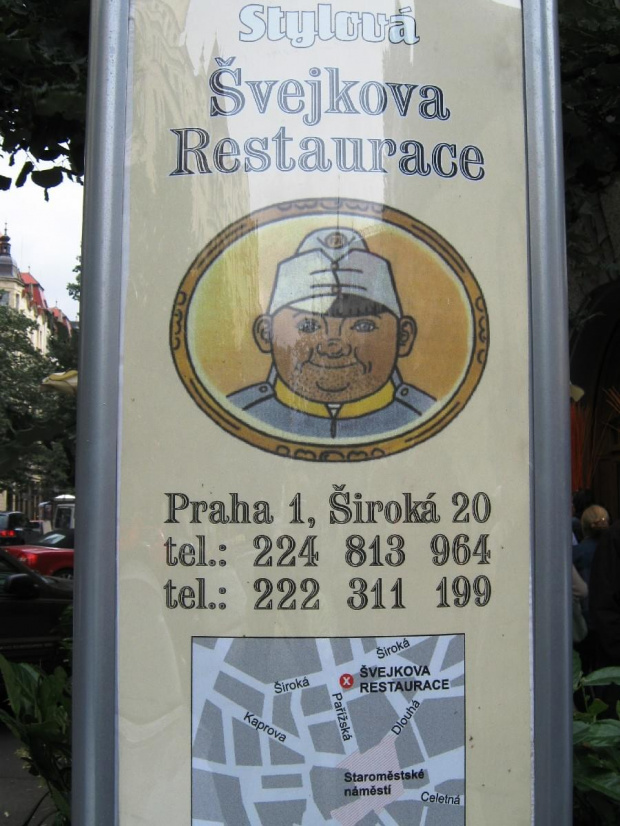 Stylová
Švejkova
Restaurace
Praha 1, Široká 20
tel.: 224 813 964
tel.: 222 311 199
Široká
ŠVEJKOVA
RESTAURACE
Široká
Pařížská
Dlouhá
Kaprova
Staroměstské
náměstí
Celetná